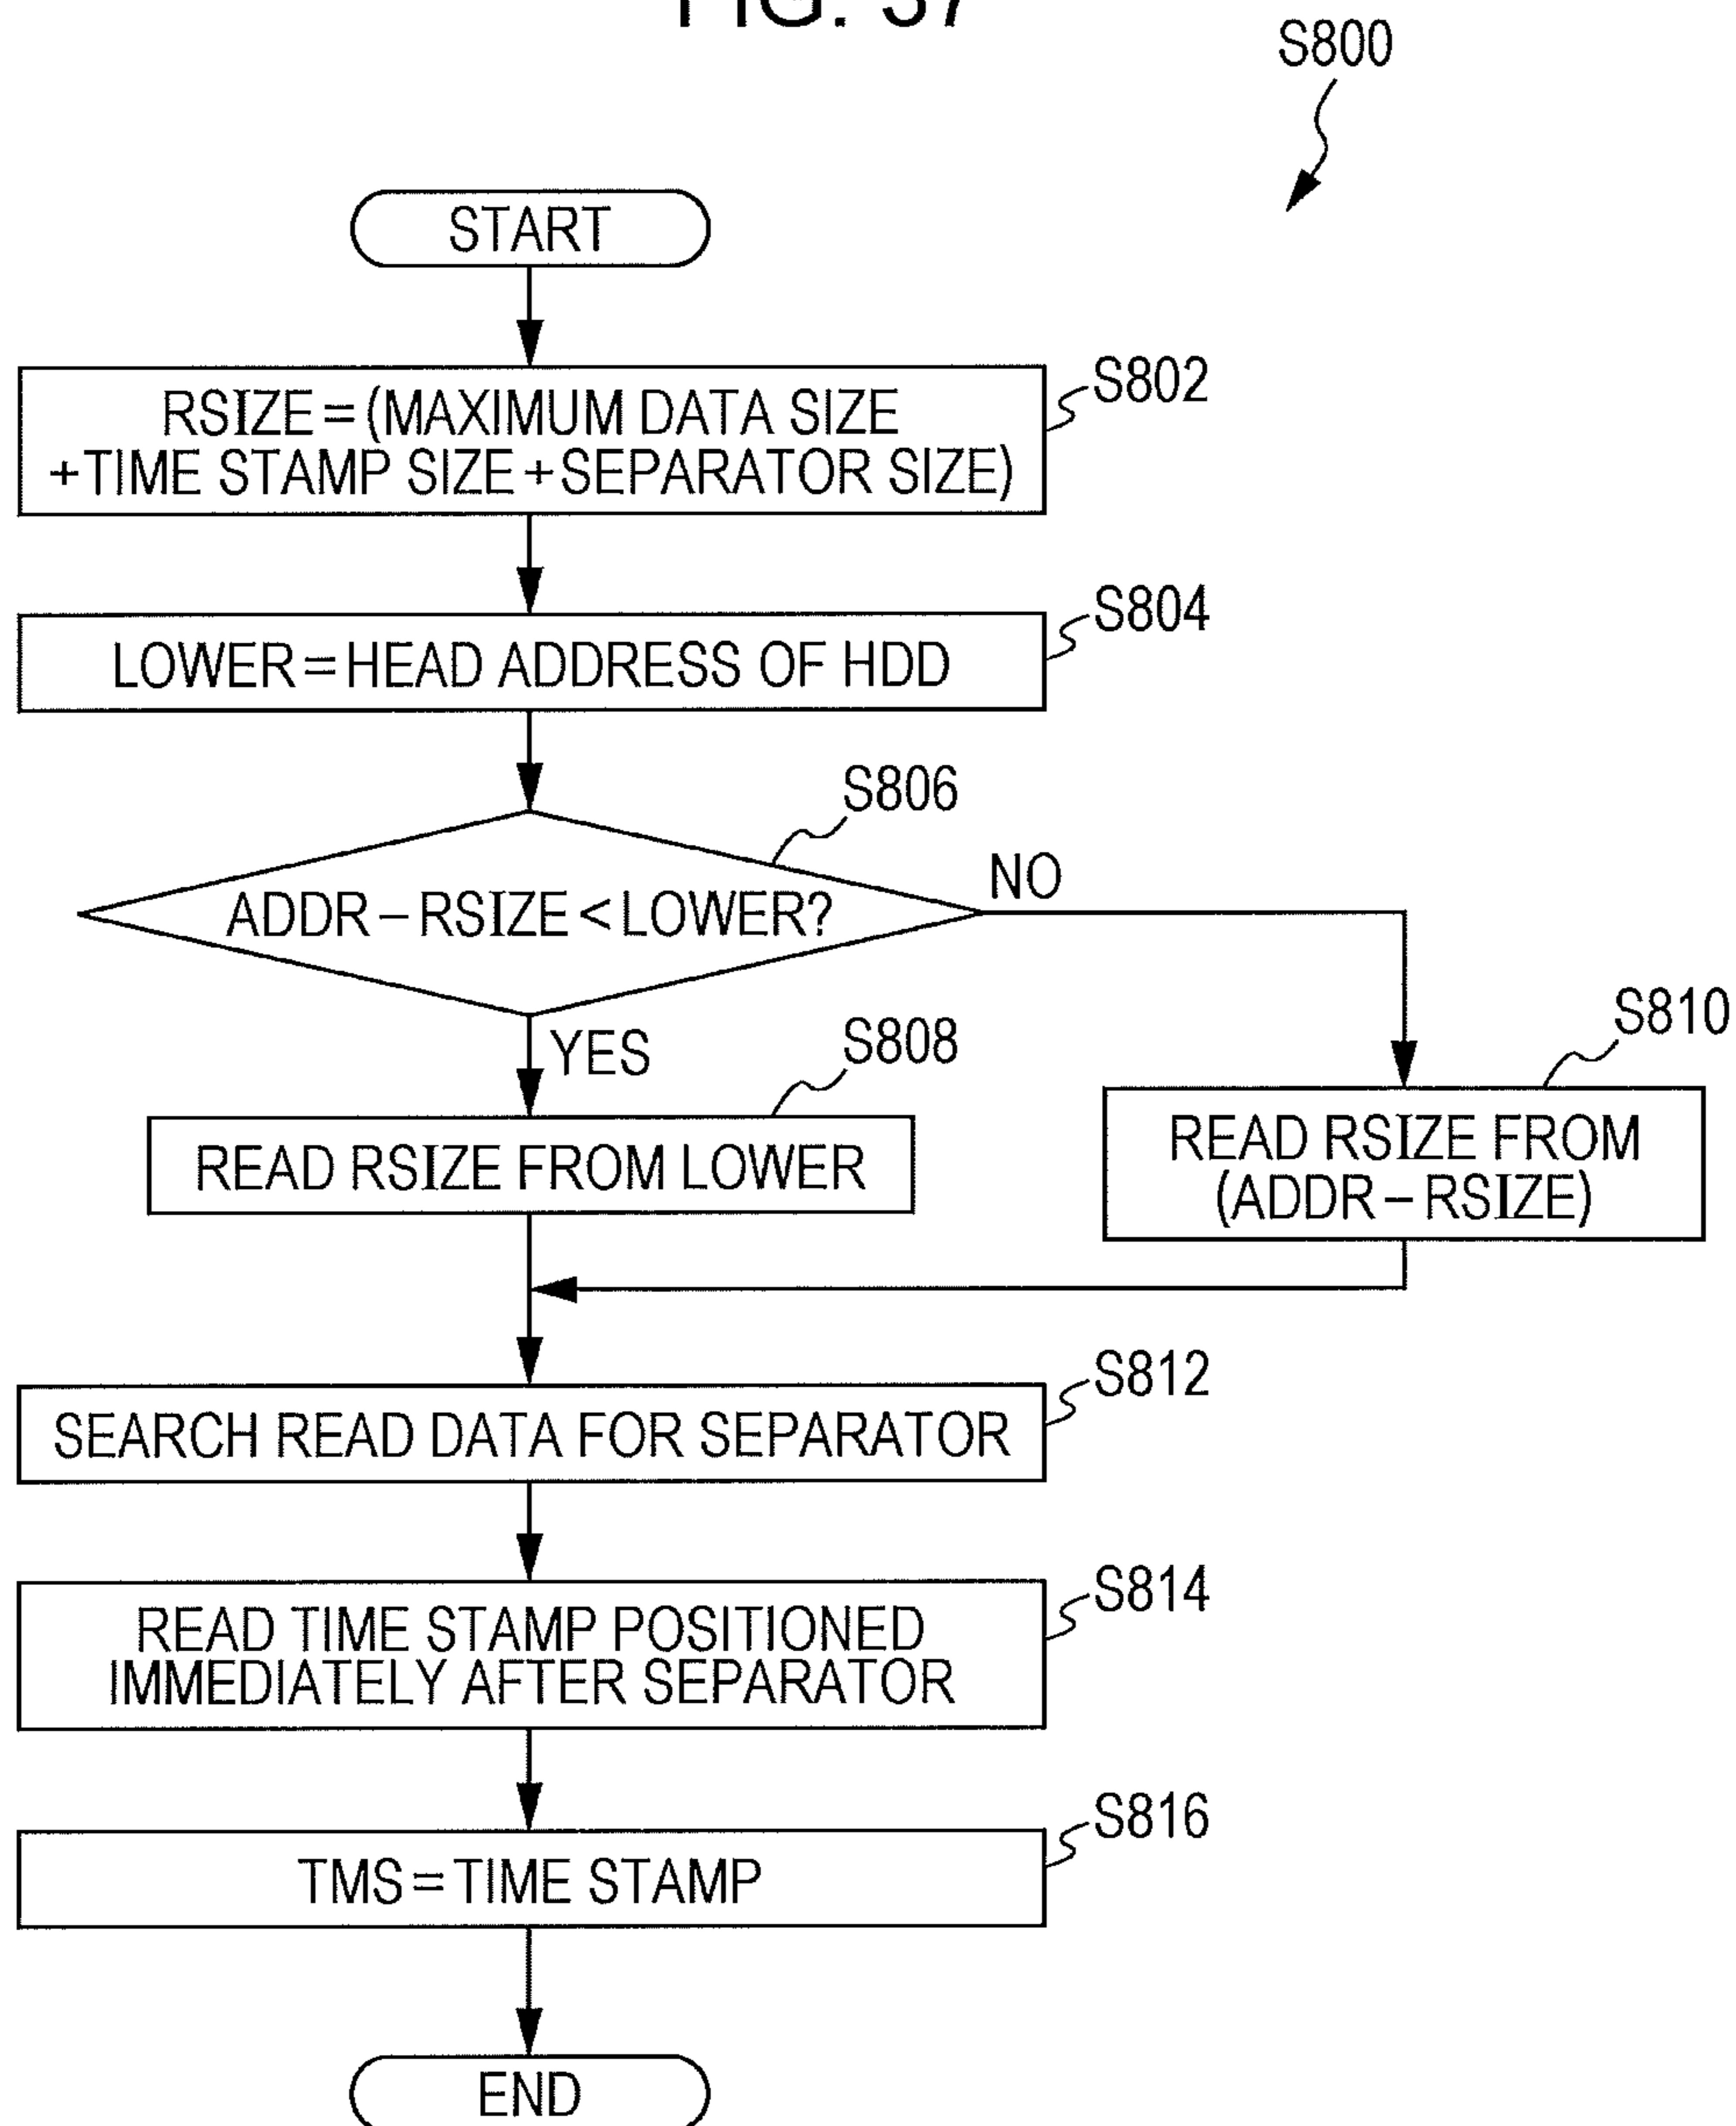 FIG. 37
S800
START
S802
RSIZE=(MAXIMUM DATA SIZE
+TIME STAMP SIZE+SEPARATOR SIZE)
S804
LOWER=HEAD ADDRESS OF HDD
S806
ADDR–RSIZE<LOWER?
NO
YES
S808
S810
READ RSIZE FROM LOWER
READ RSIZE FROM
(ADDR–RSIZE)
S812
SEARCH READ DATA FOR SEPARATOR
S814
READ TIME STAMP POSITIONED
IMMEDIATELY AFTER SEPARATOR
S816
TMS=TIME STAMP
END